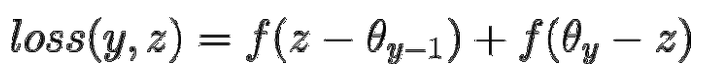 loss(y, z) = f(z − θ_{y−1}) + f(θ_y − z)